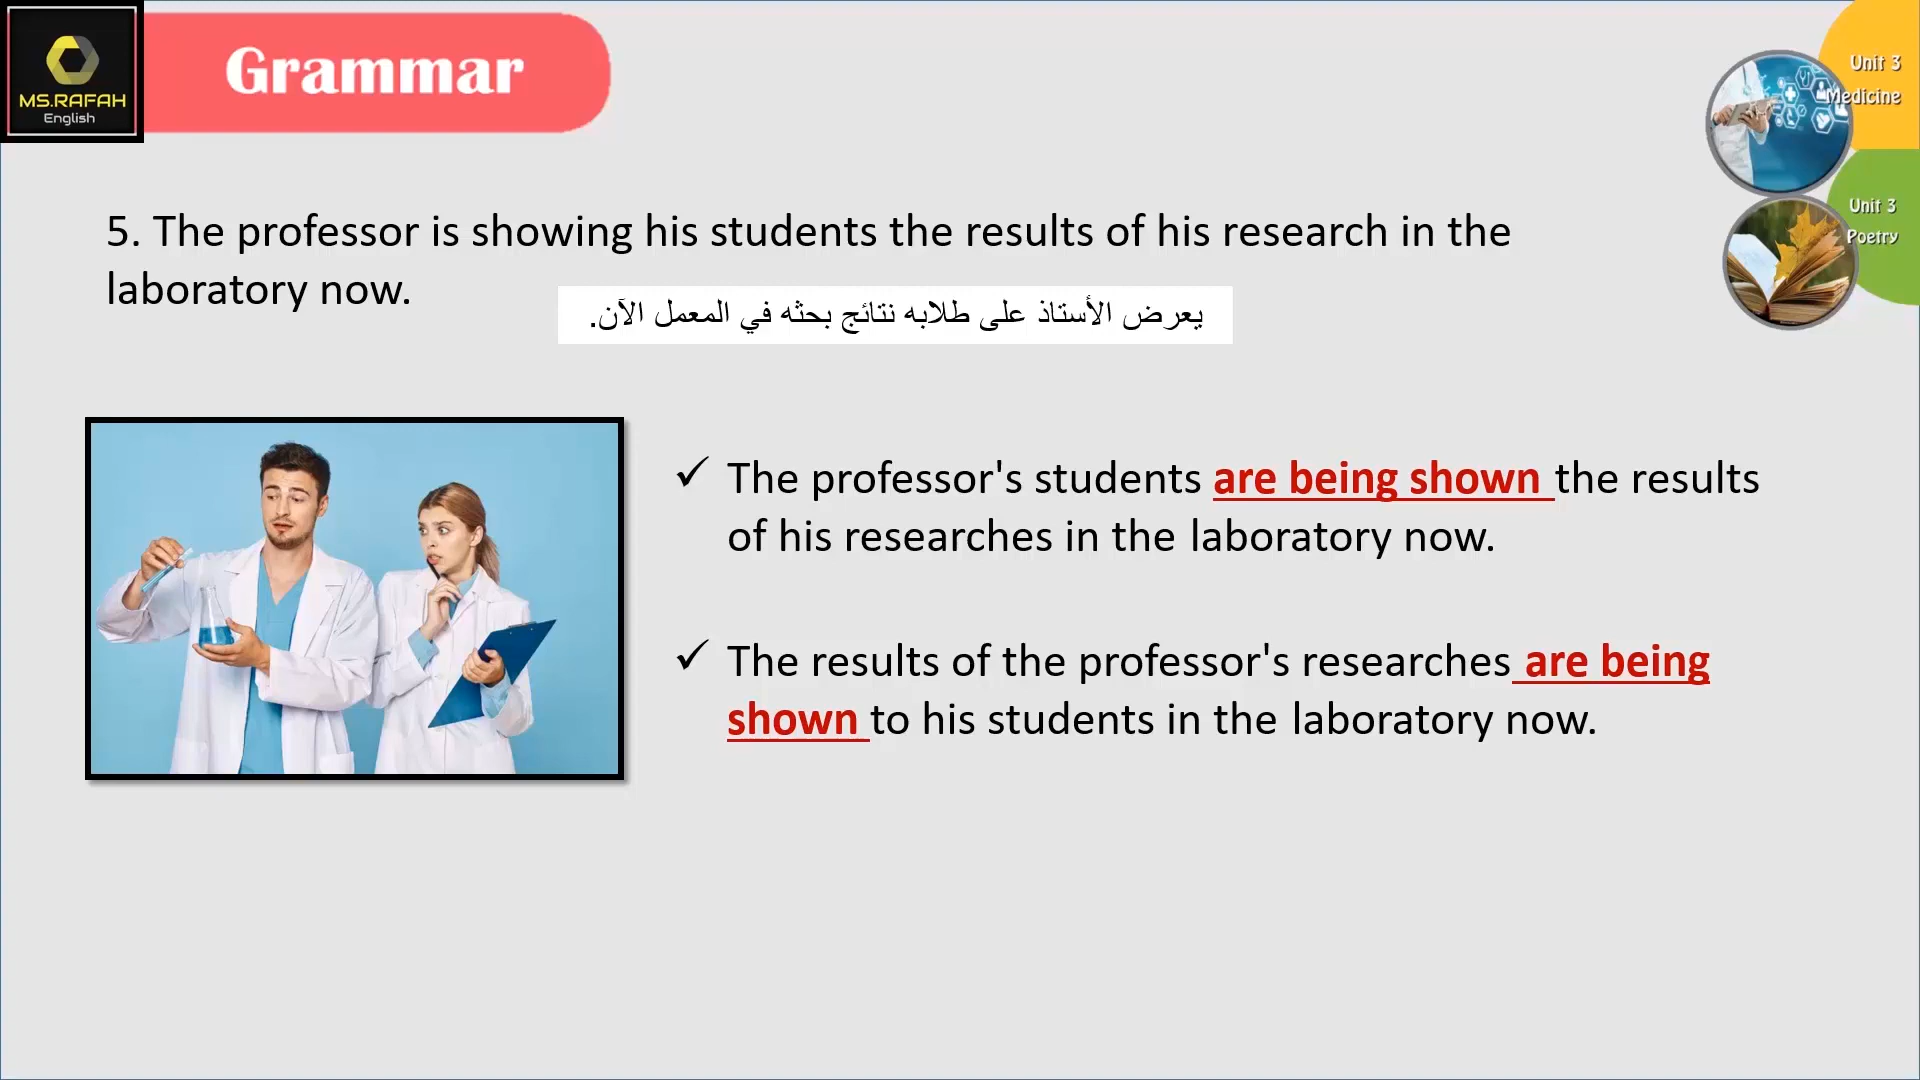 MS.RAFAH
English
Grammar
Unit 3
Medicine
Unit 3
Poetry
5. The professor is showing his students the results of his research in the
laboratory now.
يعرض الأستاذ على طلابه نتائج بحثه في المعمل الآن.
✓ The professor's students are being shown the results
of his researches in the laboratory now.
✓ The results of the professor's researches are being
shown to his students in the laboratory now.